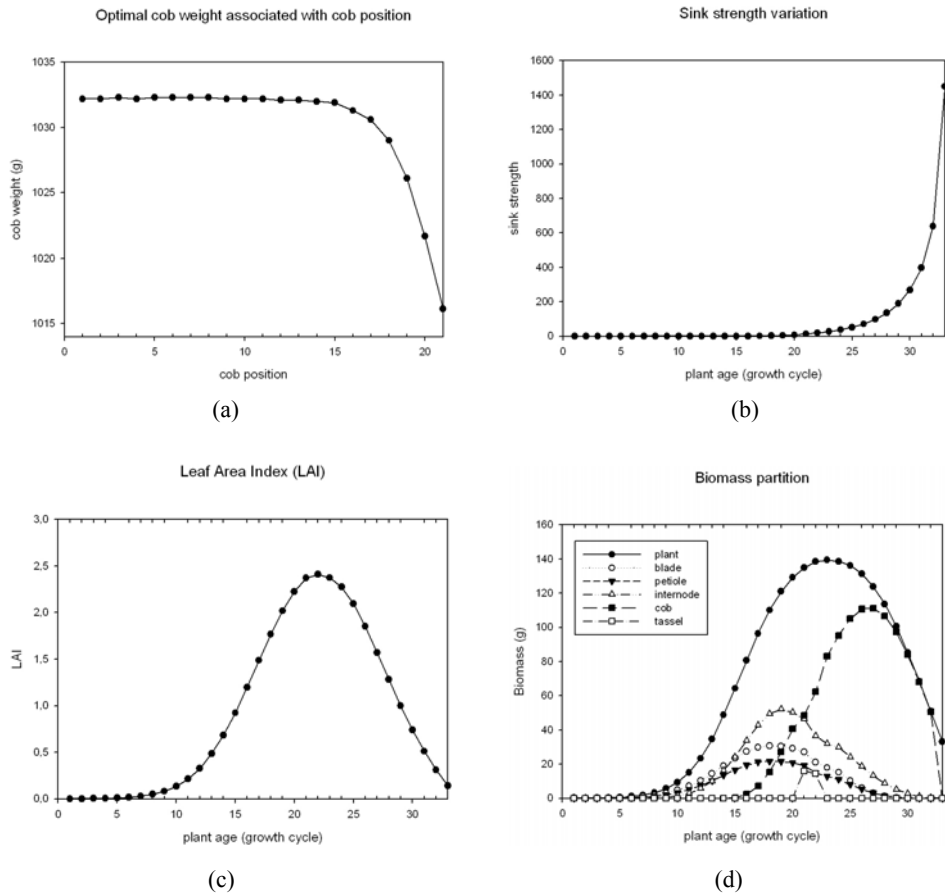 Optimal cob weight associated with cob position
cob weight (g)
1035
1030
1025
1020
1015
0 5 10 15 20
cob position
(a)
Sink strength variation
sink strength
1600
1400
1200
1000
800
600
400
200
0
0 5 10 15 20 25 30
plant age (growth cycle)
(b)
Leaf Area Index (LAI)
LAI
3,0
2,5
2,0
1,5
1,0
0,5
0,0
0 5 10 15 20 25 30
plant age (growth cycle)
(c)
Biomass partition
Biomass (g)
160
140
120
100
80
60
40
20
0
plant
blade
petiole
internode
cob
tassel
0 5 10 15 20 25 30
plant age (growth cycle)
(d)